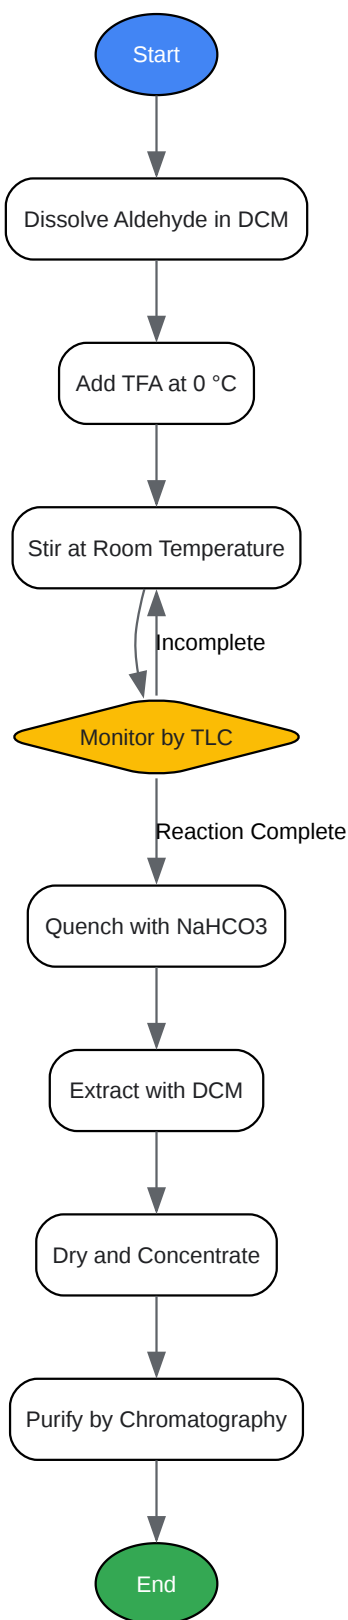 Start
Dissolve Aldehyde in DCM
Add TFA at 0 °C
Stir at Room Temperature
Incomplete
Monitor by TLC
Reaction Complete
Quench with NaHCO3
Extract with DCM
Dry and Concentrate
Purify by Chromatography
End